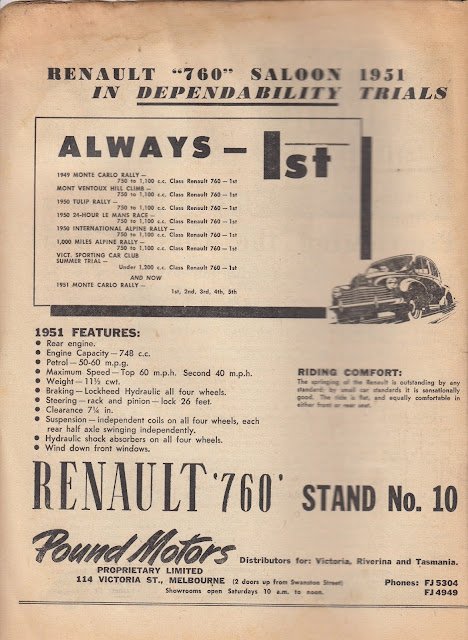 RENAULT "760" SALOON 1951
IN DEPENDABILITY TRIALS
ALWAYS — 1st
1949 MONTE CARLO RALLY —
750 to 1,100 c.c. Class Renault 760 — 1st
MONT VENTOUX HILL CLIMB —
750 to 1,100 c.c. Class Renault 760 — 1st
1950 TULIP RALLY —
750 to 1,100 c.c. Class Renault 760 — 1st
1950 24-HOUR LE MANS RACE —
750 to 1,100 c.c. Class Renault 760 — 1st
1950 INTERNATIONAL ALPINE RALLY —
750 to 1,100 c.c. Class Renault 760 — 1st
1,000 MILES ALPINE RALLY —
750 to 1,100 c.c. Class Renault 760 — 1st
VICT. SPORTING CAR CLUB
SUMMER TRIAL —
Under 1,200 c.c. Class Renault 760 — 1st
AND NOW
1951 MONTE CARLO RALLY —
1st, 2nd, 3rd, 4th, 5th
1951 FEATURES:
● Rear engine.
● Engine Capacity — 748 c.c.
● Petrol — 50-60 m.p.g.
● Maximum Speed — Top 60 m.p.h. Second 40 m.p.h.
● Weight — 11½ cwt.
● Braking — Lockheed Hydraulic all four wheels.
● Steering — rack and pinion — lock 26 feet.
● Clearance 7¼ in.
● Suspension — independent coils on all four wheels, each
rear half axle swinging independently.
● Hydraulic shock absorbers on all four wheels.
● Wind down front windows.
RIDING COMFORT:
The springing of the Renault is outstanding by any
standard; by small car standards it is sensationally
good. The ride is flat, and equally comfortable in
either front or rear seat.
RENAULT '760' STAND No. 10
Pound Motors
PROPRIETARY LIMITED
Distributors for: Victoria, Riverina and Tasmania.
114 VICTORIA ST., MELBOURNE (2 doors up from Swanston Street) Phones: FJ 5304
Showrooms open Saturdays 10 a.m. to noon. FJ 4949